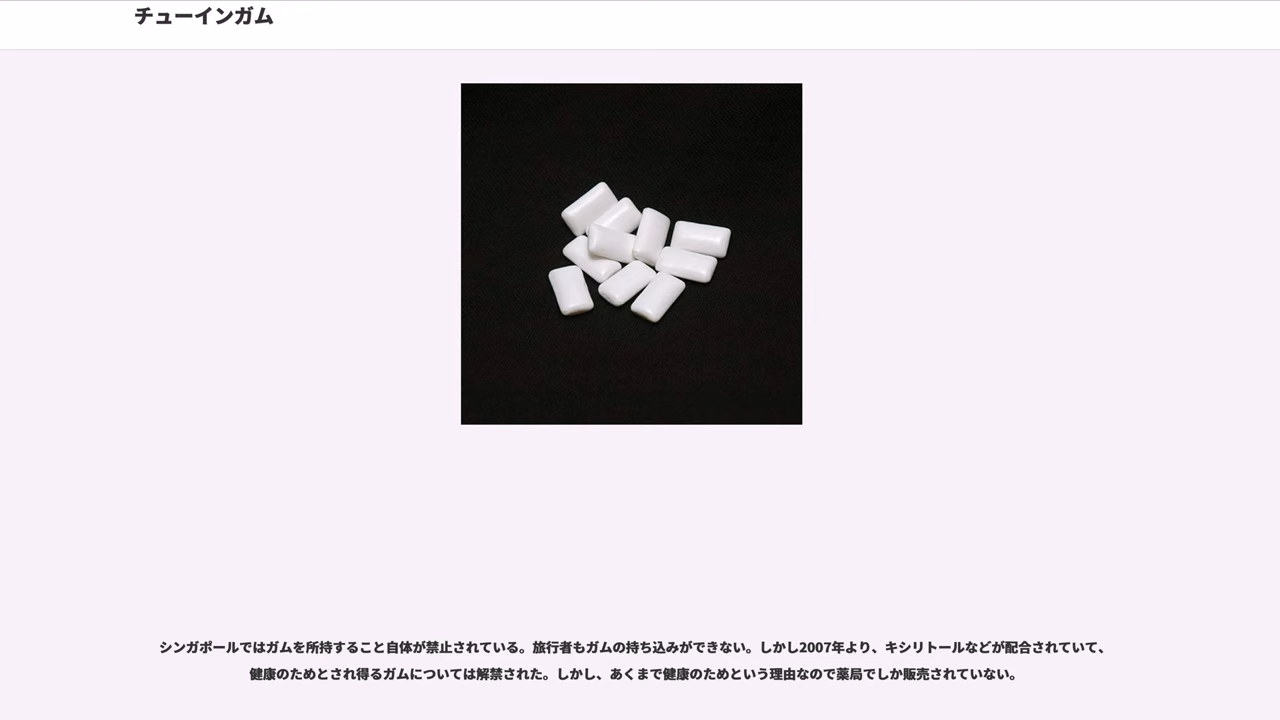 チューインガム
シンガポールではガムを所持すること自体が禁止されている。旅行者もガムの持ち込みができない。しかし2007年より、キシリトールなどが配合されていて、
健康のためとされ得るガムについては解禁された。しかし、あくまで健康のためという理由なので薬局でしか販売されていない。